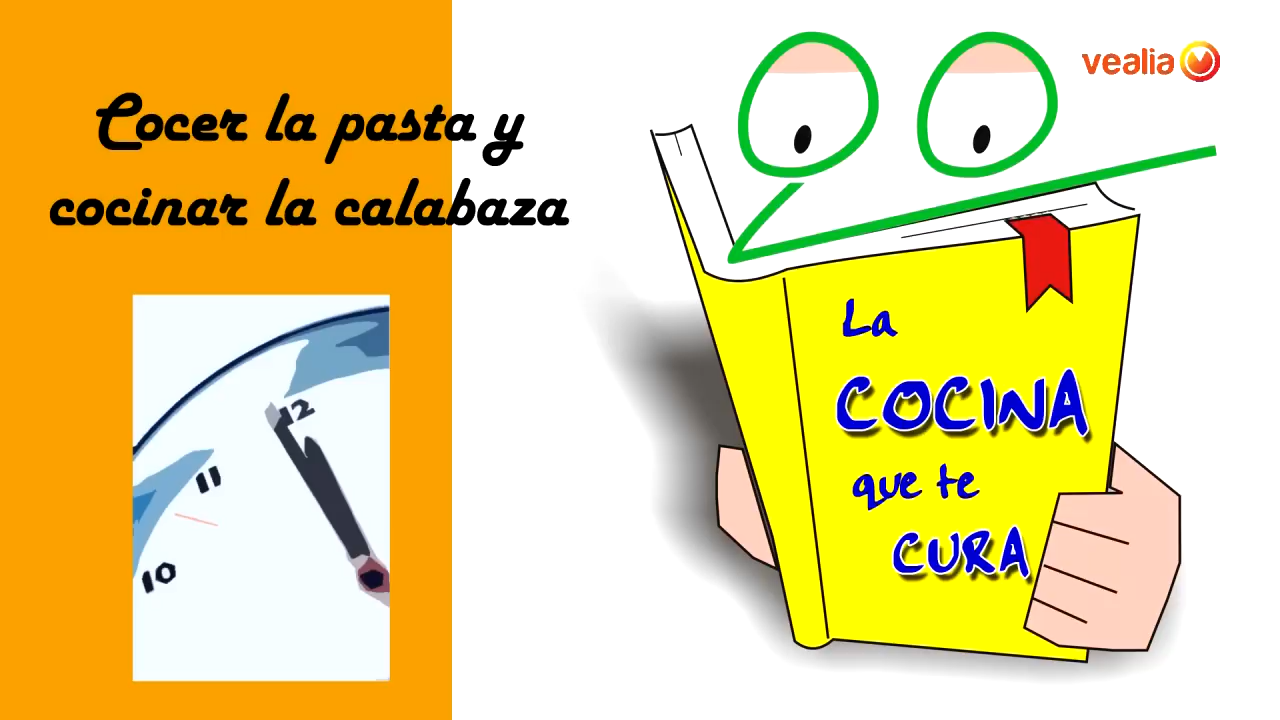 Cocer la pasta y
cocinar la calabaza
12
11
10
vealia
La
COCINA
que te
CURA